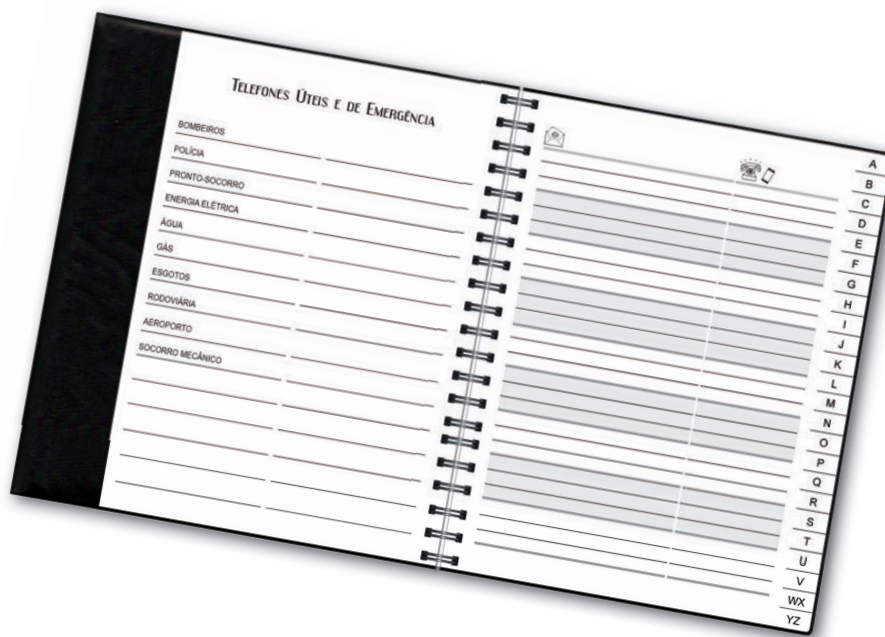 TELEFONES ÚTEIS E DE EMERGÊNCIA
BOMBEIROS
POLÍCIA
PRONTO-SOCORRO
ENERGIA ELÉTRICA
ÁGUA
GÁS
ESGOTOS
RODOVIÁRIA
AEROPORTO
SOCORRO MECÂNICO
A
B
C
D
E
F
G
H
I
J
K
L
M
N
O
P
Q
R
S
T
U
V
WX
YZ